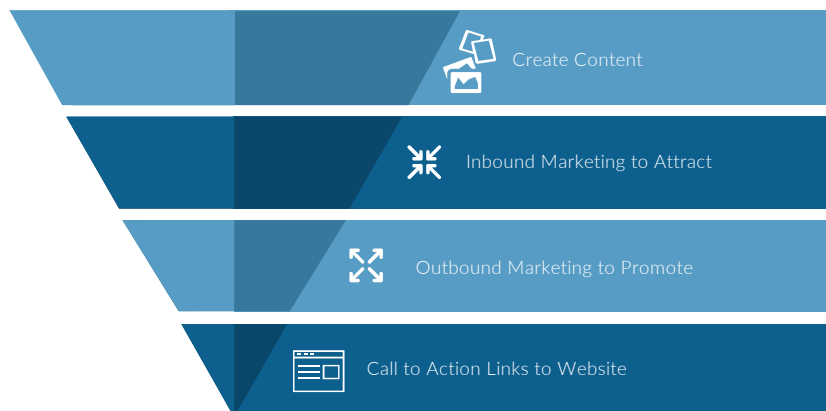 Create Content
Inbound Marketing to Attract
Outbound Marketing to Promote
Call to Action Links to Website